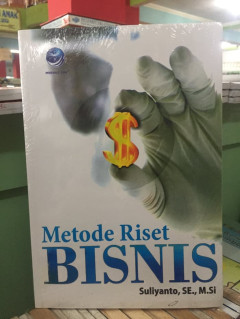 $
Metode Riset
BISNIS
Suliyanto, SE., M.Si